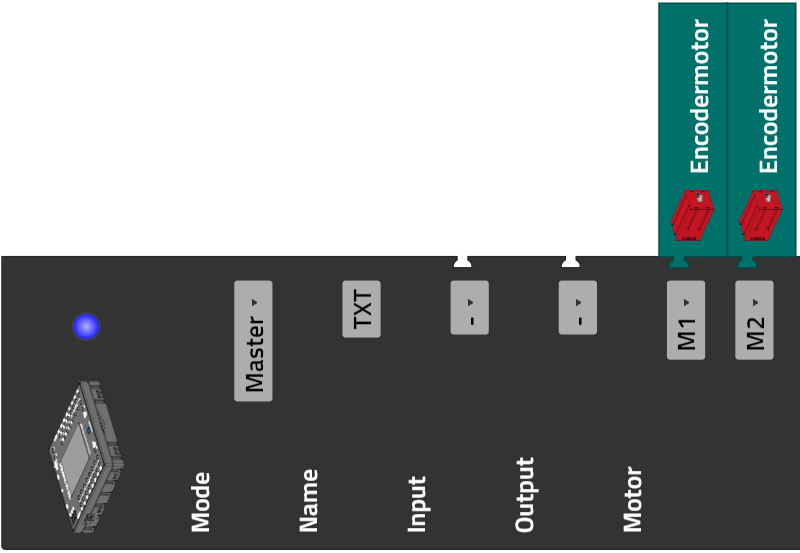 Mode
Master
Name
TXT
Input
-
Output
-
Motor
M1
Encodermotor
M2
Encodermotor